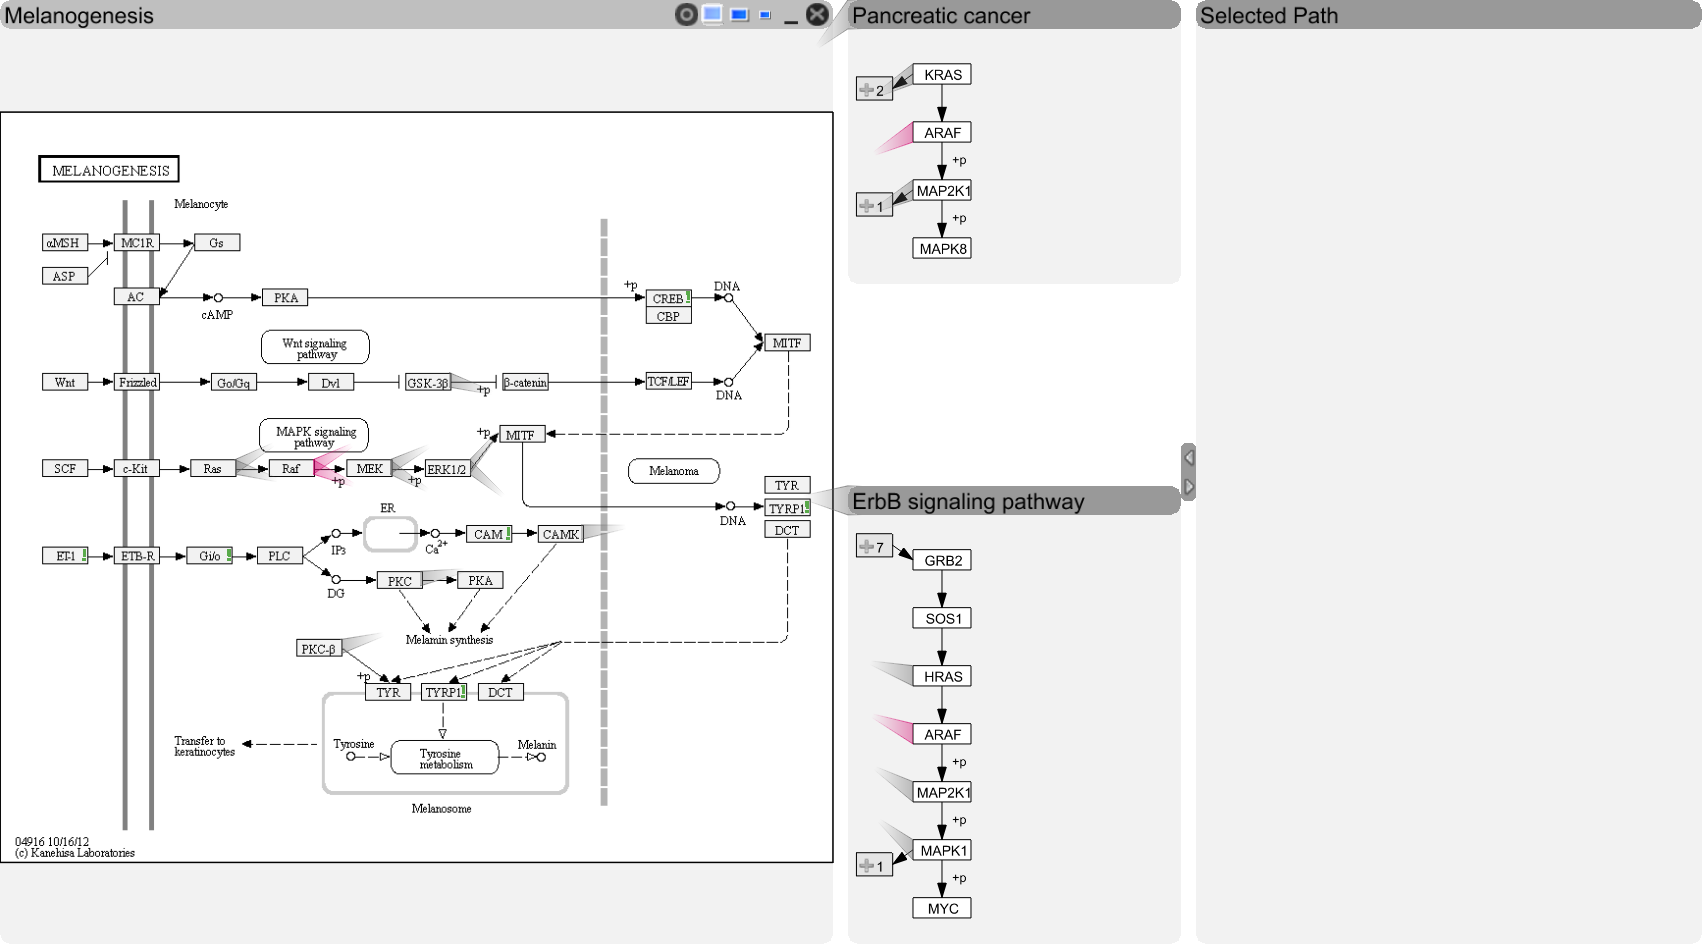 Melanogenesis
MELANOGENESIS
Melanocyte
αMSH
MC1R
Gs
ASP
AC
cAMP
PKA
+p
CREB
CBP
DNA
MITF
Wnt signaling
pathway
Wnt
Frizzled
Go/Gq
Dvl
GSK-3β
+p
β-catenin
TCF/LEF
DNA
MAPK signaling
pathway
+p
MITF
SCF
c-Kit
Ras
Raf
+p
MEK
+p
ERK1/2
Melanoma
TYR
DNA
TYRP1
DCT
ER
ET-1
ETB-R
Gi/o
PLC
IP3
Ca2+
CAM
CAMK
DG
PKC
PKA
Melamin synthesis
PKC-β
+p
TYR
TYRP1
DCT
Transfer to
keratinocytes
Tyrosine
Tyrosine
metabolism
Melanin
Melanosome
04916 10/16/12
(c) Kanehisa Laboratories
Pancreatic cancer
KRAS
2
ARAF
+p
MAP2K1
1
+p
MAPK8
ErbB signaling pathway
7
GRB2
SOS1
HRAS
ARAF
+p
MAP2K1
+p
MAPK1
1
+p
MYC
Selected Path